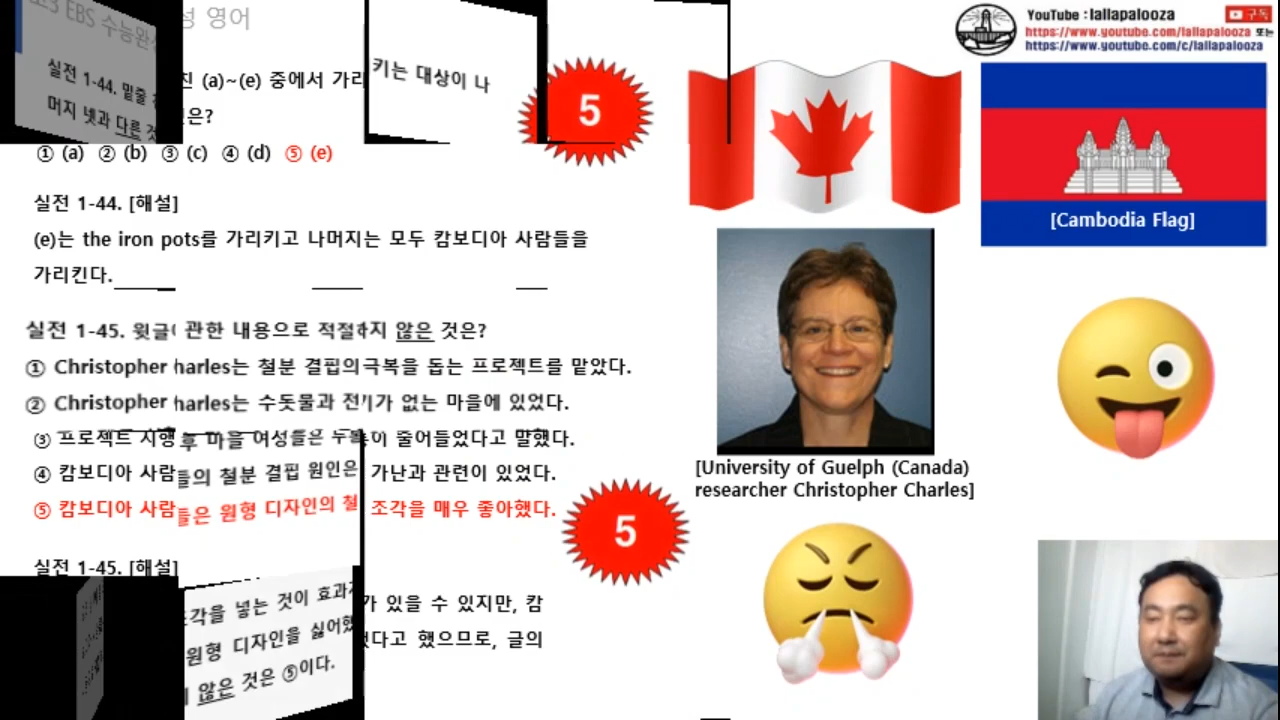 고3 EBS 수능완성 영어
실전 1-44. 밑줄 친 (a)~(e) 중에서 가리키는 대상이 나
머지 넷과 다른 것은?
① (a) ② (b) ③ (c) ④ (d) ⑤ (e)
5
실전 1-44. [해설]
(e)는 the iron pots를 가리키고 나머지는 모두 캄보디아 사람들을
가리킨다.
실전 1-45. 윗글에 관한 내용으로 적절하지 않은 것은?
① Christopher harles는 철분 결핍의 극복을 돕는 프로젝트를 맡았다.
② Christopher harles는 수돗물과 전기가 없는 마을에 있었다.
③ 프로젝트 시행 후 마을 여성들은 두통이 줄어들었다고 말했다.
④ 캄보디아 사람들의 철분 결핍 원인은 가난과 관련이 있었다.
⑤ 캄보디아 사람들은 원형 디자인의 철 조각을 매우 좋아했다.
5
실전 1-45. [해설]
조각을 넣는 것이 효과가 있을 수 있지만, 캄
원형 디자인을 싫어했다고 했으므로, 글의
않은 것은 ⑤이다.
YouTube : lallapalooza
구독
https://www.youtube.com/lallapalooza 또는
https://www.youtube.com/c/lallapalooza
[Cambodia Flag]
[University of Guelph (Canada)
researcher Christopher Charles]